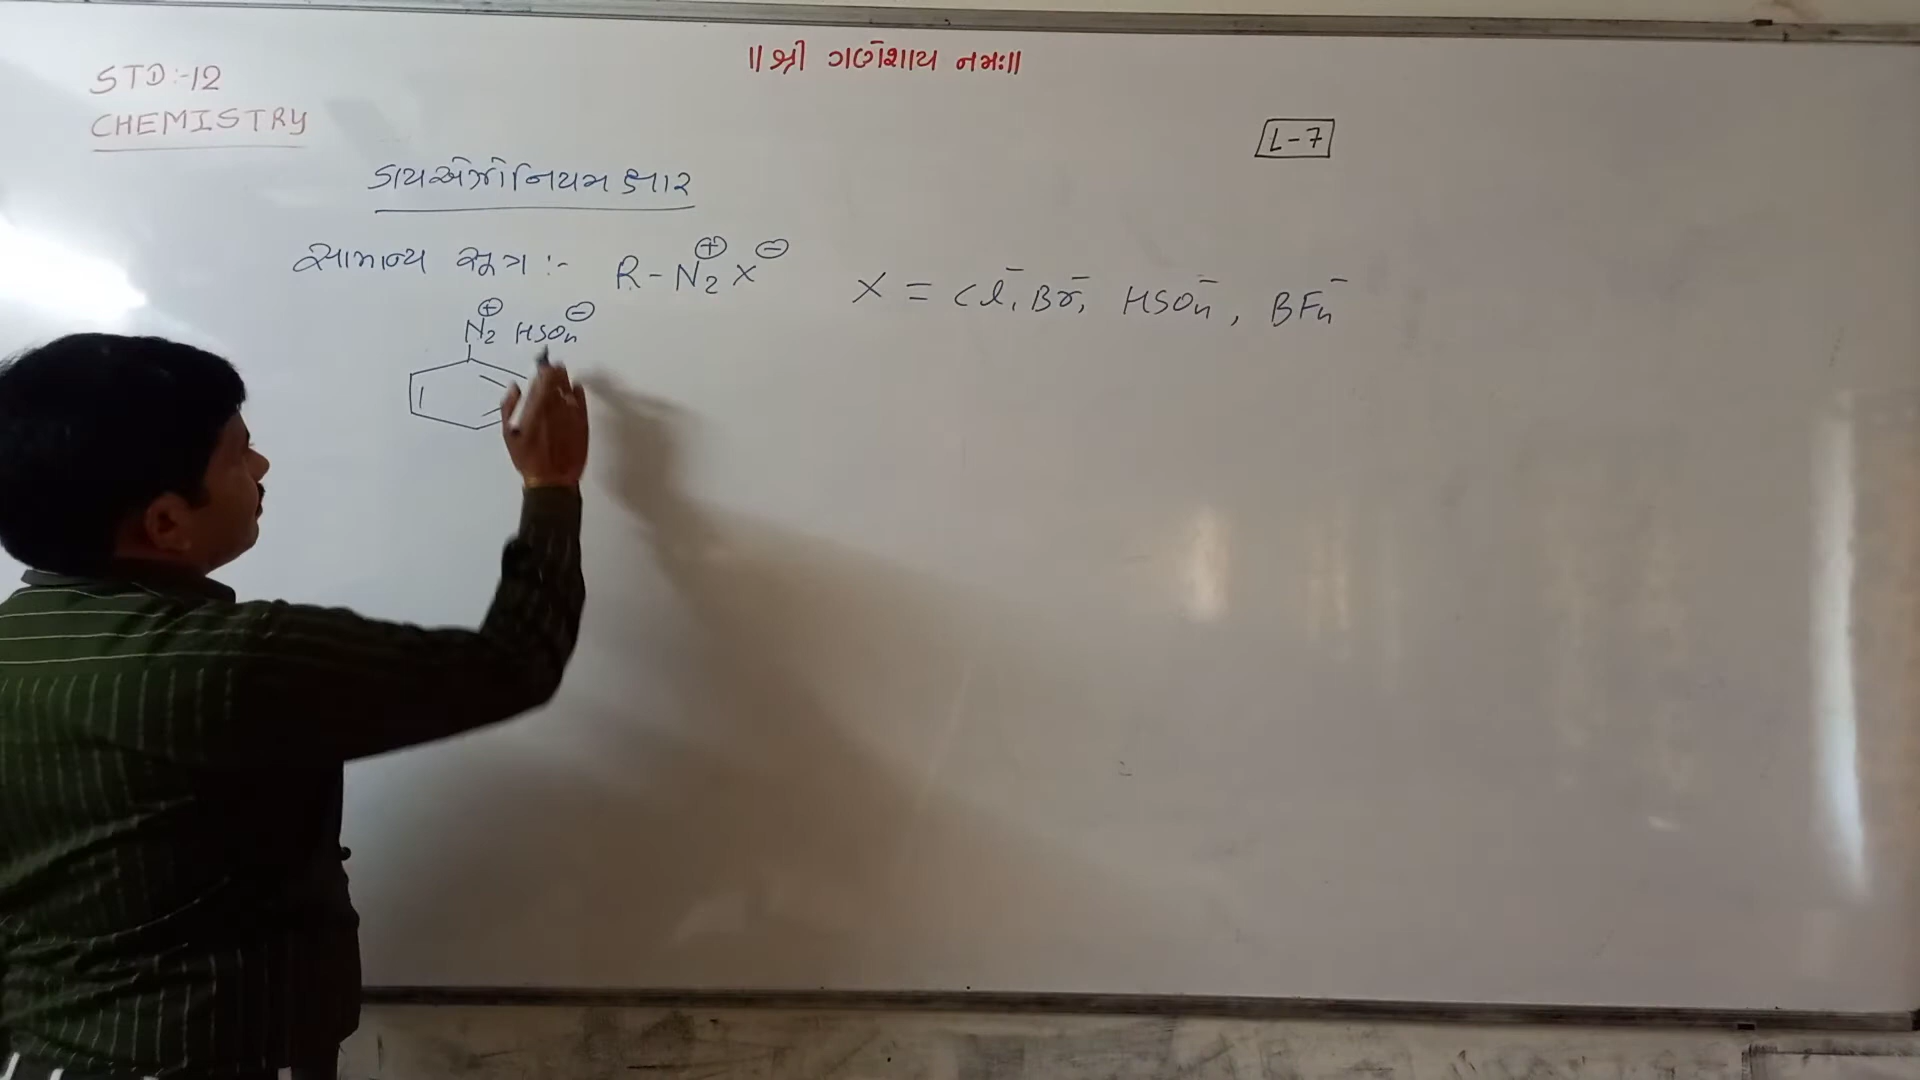 ॥ શ્રી ગણેશાય નમઃ॥
STD:-12
CHEMISTRY
L-7
ડાયએઝોનિયમ ક્ષાર
સામાન્ય સૂત્ર :- R-N₂⊕ X⊖ X = Cl⁻, Br⁻, HSO₄⁻, BF₄⁻
N₂⊕ HSO₄⊖